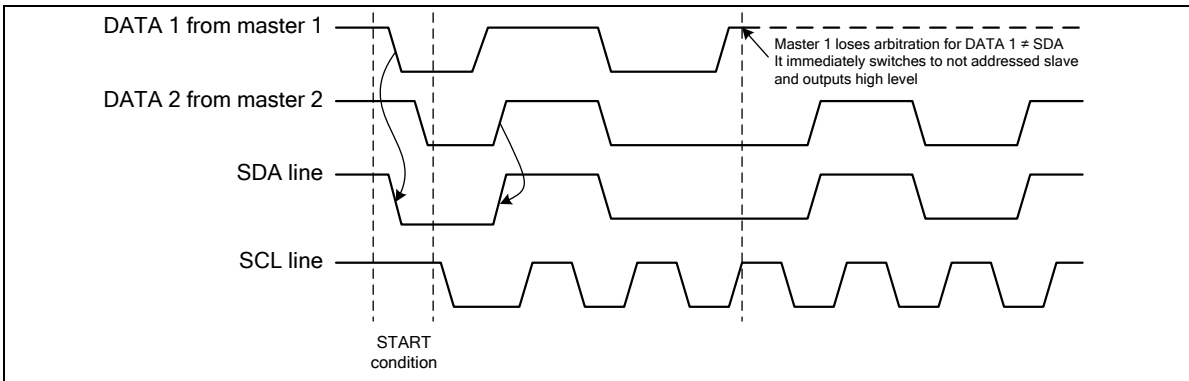 DATA 1 from master 1
Master 1 loses arbitration for DATA 1 ≠ SDA
It immediately switches to not addressed slave
and outputs high level
DATA 2 from master 2
SDA line
SCL line
START
condition